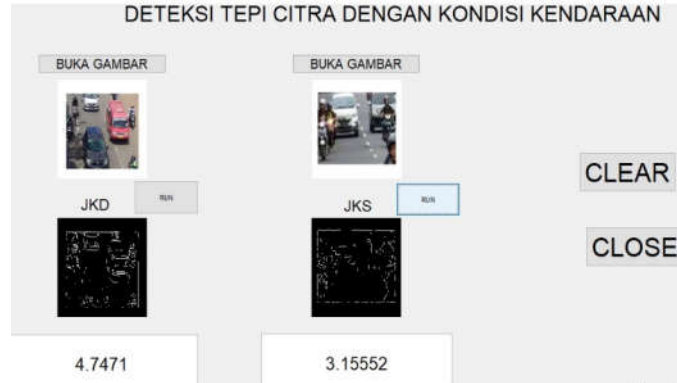 DETEKSI TEPI CITRA DENGAN KONDISI KENDARAAN
BUKA GAMBAR
BUKA GAMBAR
CLEAR
JKD
RUN
JKS
RUN
CLOSE
4.7471
3.15552